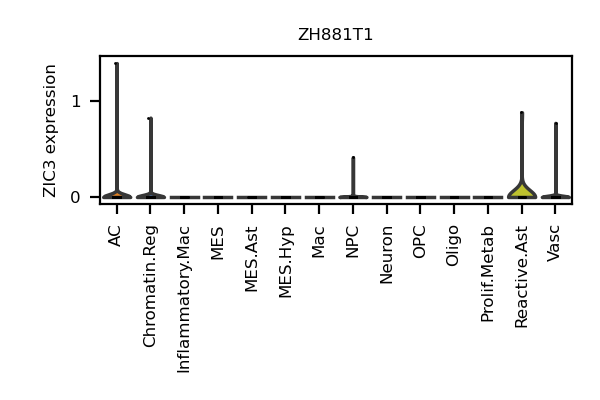 ZH881T1
ZIC3 expression
1
0
AC
Chromatin.Reg
Inflammatory.Mac
MES
MES.Ast
MES.Hyp
Mac
NPC
Neuron
OPC
Oligo
Prolif.Metab
Reactive.Ast
Vasc